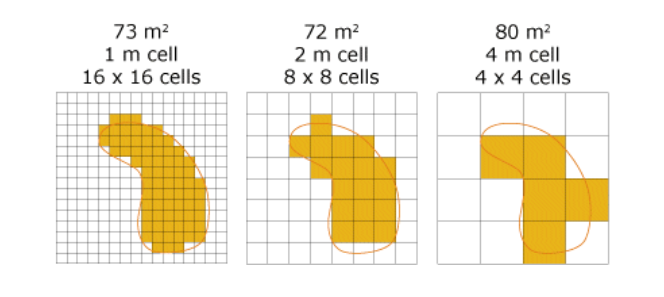 73 m²
1 m cell
16 x 16 cells
72 m²
2 m cell
8 x 8 cells
80 m²
4 m cell
4 x 4 cells